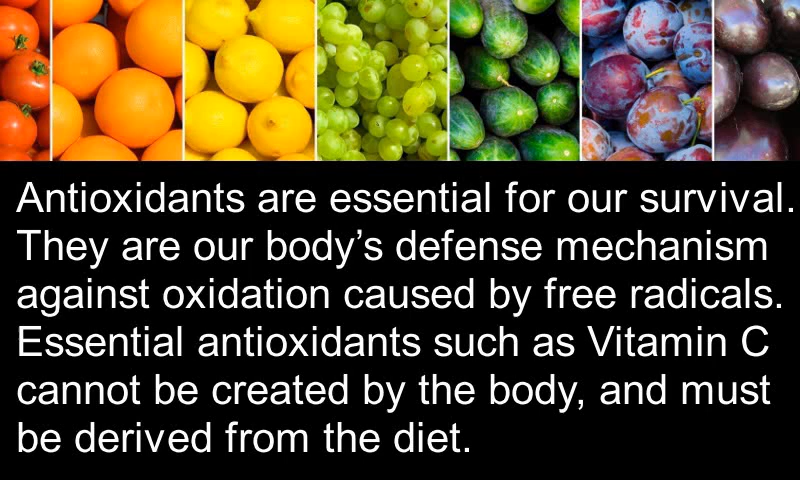 Antioxidants are essential for our survival.
They are our body’s defense mechanism
against oxidation caused by free radicals.
Essential antioxidants such as Vitamin C
cannot be created by the body, and must
be derived from the diet.